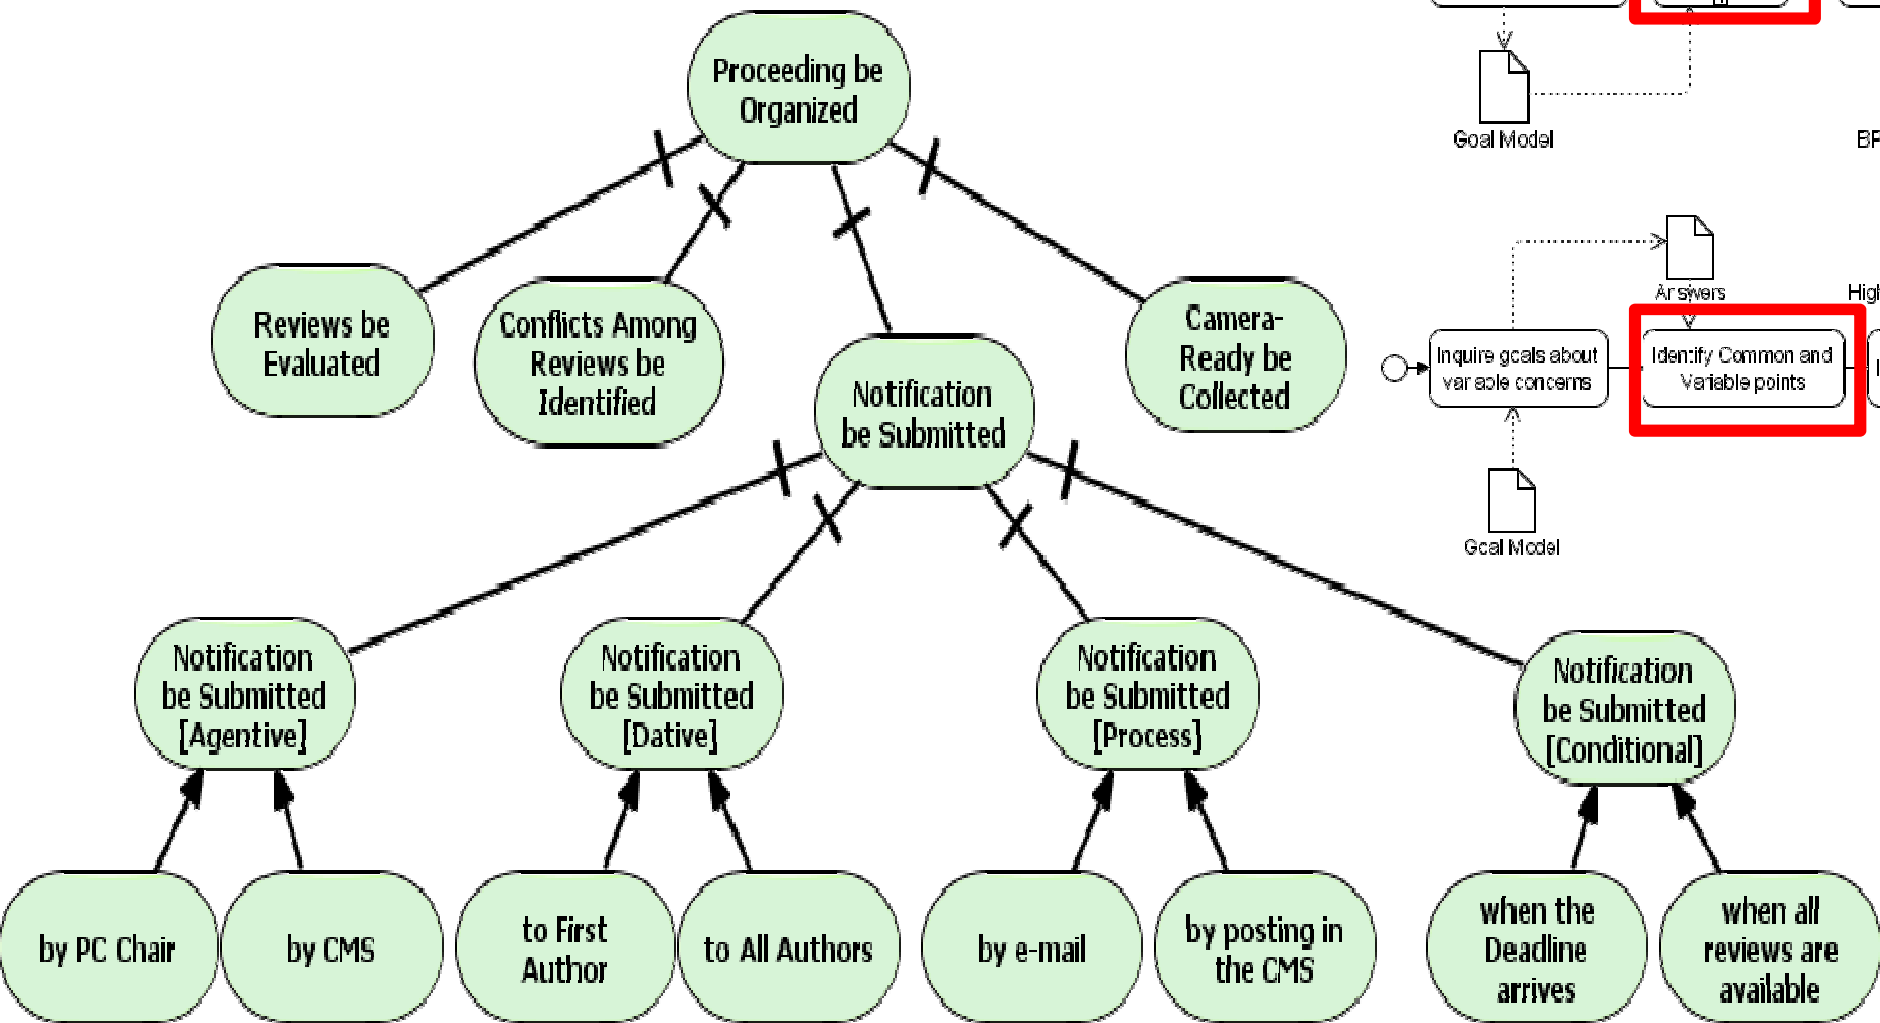 Proceeding be
Organized
Goal Model
BP
Answers
High
Reviews be
Evaluated
Conflicts Among
Reviews be
Identified
Notification
be Submitted
Camera-
Ready be
Collected
Inquire goals about
variable concerns
Identify Common and
Variable points
Goal Model
Notification
be Submitted
[Agentive]
Notification
be Submitted
[Dative]
Notification
be Submitted
[Process]
Notification
be Submitted
[Conditional]
by PC Chair
by CMS
to First
Author
to All Authors
by e-mail
by posting in
the CMS
when the
Deadline
arrives
when all
reviews are
available